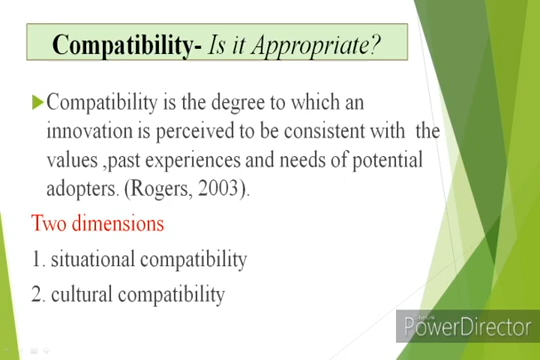 Compatibility- Is it Appropriate?
Compatibility is the degree to which an
innovation is perceived to be consistent with the
values ,past experiences and needs of potential
adopters. (Rogers, 2003).
Two dimensions
1. situational compatibility
2. cultural compatibility
PowerDirector